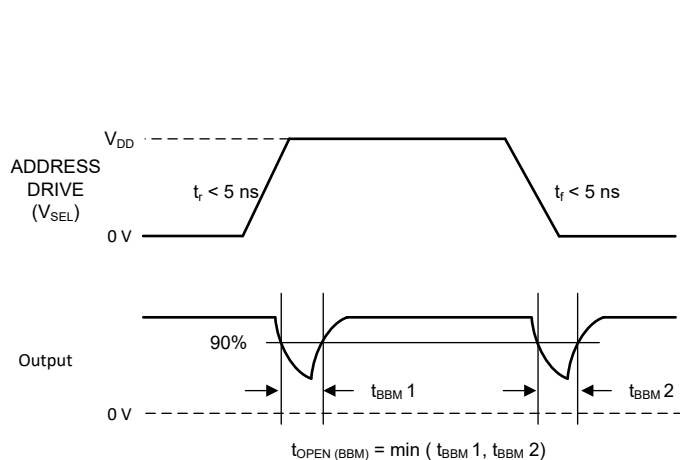 V_DD
ADDRESS
DRIVE
(V_SEL)
t_r < 5 ns
t_f < 5 ns
0 V
90%
Output
t_BBM 1
t_BBM 2
0 V
t_OPEN (BBM) = min ( t_BBM 1, t_BBM 2)